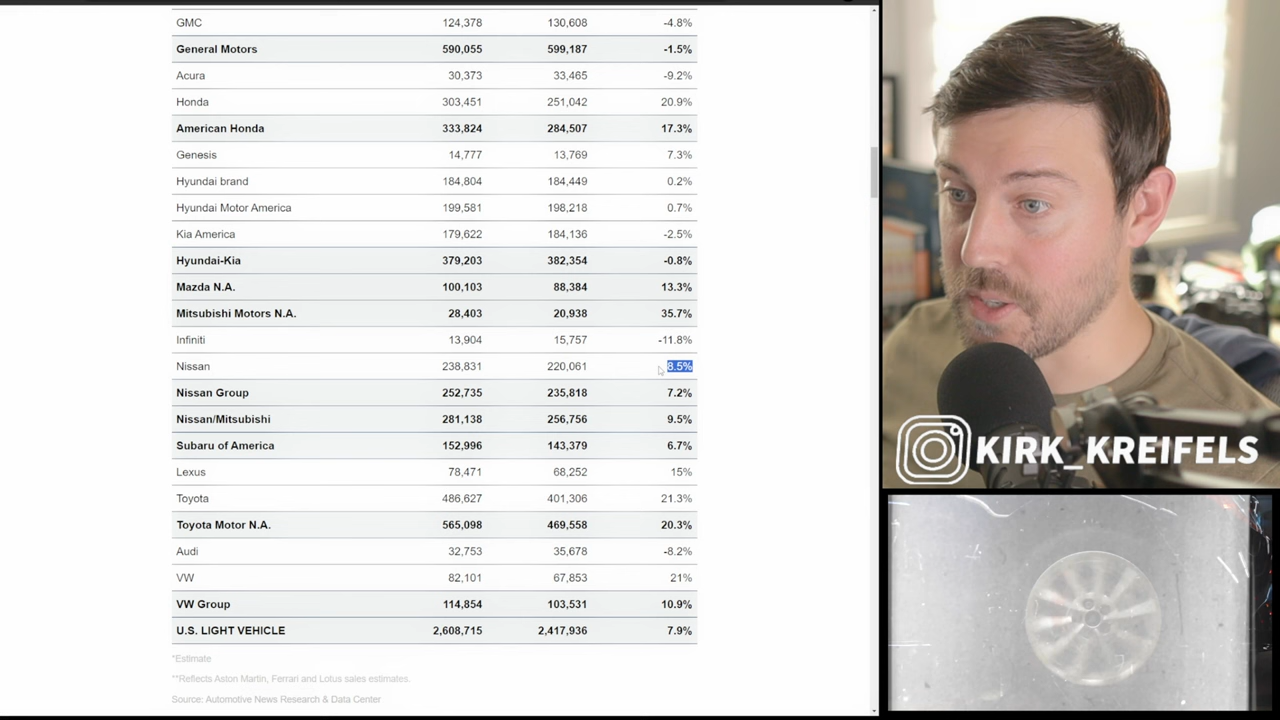 GMC 124,378 130,608 -4.8%
General Motors 590,055 599,187 -1.5%
Acura 30,373 33,465 -9.2%
Honda 303,451 251,042 20.9%
American Honda 333,824 284,507 17.3%
Genesis 14,777 13,769 7.3%
Hyundai brand 184,804 184,449 0.2%
Hyundai Motor America 199,581 198,218 0.7%
Kia America 179,622 184,136 -2.5%
Hyundai-Kia 379,203 382,354 -0.8%
Mazda N.A. 100,103 88,384 13.3%
Mitsubishi Motors N.A. 28,403 20,938 35.7%
Infiniti 13,904 15,757 -11.8%
Nissan 238,831 220,061 8.5%
Nissan Group 252,735 235,818 7.2%
Nissan/Mitsubishi 281,138 256,756 9.5%
Subaru of America 152,996 143,379 6.7%
Lexus 78,471 68,252 15%
Toyota 486,627 401,306 21.3%
Toyota Motor N.A. 565,098 469,558 20.3%
Audi 32,753 35,678 -8.2%
VW 82,101 67,853 21%
VW Group 114,854 103,531 10.9%
U.S. LIGHT VEHICLE 2,608,715 2,417,936 7.9%
*Estimate
**Reflects Aston Martin, Ferrari and Lotus sales estimates.
Source: Automotive News Research & Data Center
KIRK_KREIFELS